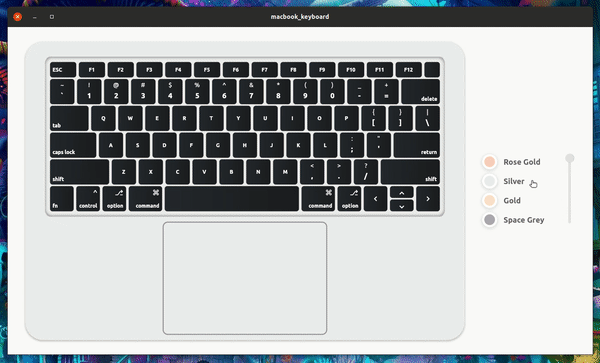 macbook_keyboard
ESC F1 F2 F3 F4 F5 F6 F7 F8 F9 F10 F11 F12
~ ! @ # $ % ^ & * ( ) _ +
` 1 2 3 4 5 6 7 8 9 0 - = delete
tab Q W E R T Y U I O P { [ } ] | \
caps lock A S D F G H J K L : ; " , return
shift Z X C V B N M < , > . ? / shift
fn ^ control ⎇ option ⌘ command ⌘ command ⎇ option
Rose Gold
Silver
Gold
Space Grey